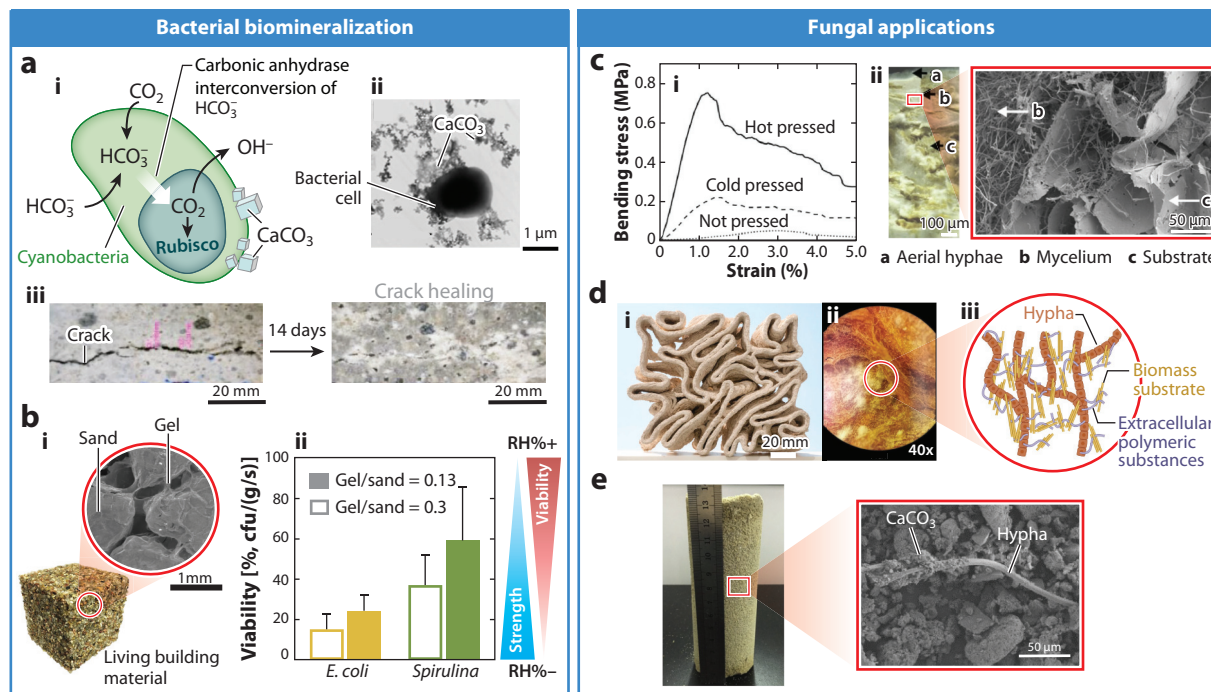 Bacterial biomineralization
a
i
Carbonic anhydrase
interconversion of
HCO₃⁻
CO₂
HCO₃⁻
OH⁻
HCO₃⁻
CO₂
Rubisco
CaCO₃
Cyanobacteria
ii
CaCO₃
Bacterial
cell
1 μm
iii
Crack
20 mm
14 days
Crack healing
20 mm
b
i
Sand
Gel
1mm
Living building
material
ii
Viability [%, cfu/(g/s)]
100
80
60
40
20
0
Gel/sand = 0.13
Gel/sand = 0.3
E. coli
Spirulina
RH%+
Viability
Strength
RH%–
Fungal applications
c
i
Bending stress (MPa)
0.8
0.6
0.4
0.2
0
Hot pressed
Cold pressed
Not pressed
0
1.0
2.0
3.0
4.0
5.0
Strain (%)
ii
a
b
c
100 μm
b
c
50 μm
a Aerial hyphae b Mycelium c Substrate
d
i
20 mm
ii
40x
iii
Hypha
Biomass
substrate
Extracellular
polymeric
substances
e
CaCO₃
Hypha
50 μm